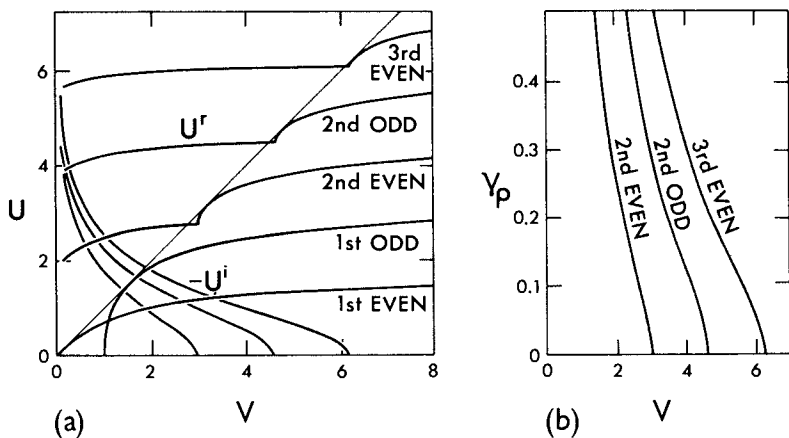 6
4
2
0
U
U^r
-U^i
3rd EVEN
2nd ODD
2nd EVEN
1st ODD
1st EVEN
0
2
4
6
8
V
(a)
0.4
0.3
0.2
0.1
0
γ_p
2nd EVEN
2nd ODD
3rd EVEN
0
2
4
6
V
(b)